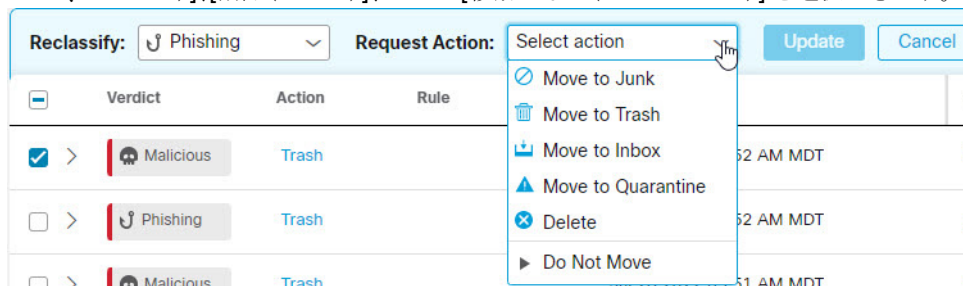 Reclassify: Phishing Request Action: Select action Update Cancel
Verdict Action Rule
Move to Junk
Move to Trash
Malicious Trash Move to Inbox 52 AM MDT
Move to Quarantine
Phishing Trash Delete 52 AM MDT
Do Not Move
Malicious Trash 51 AM MDT